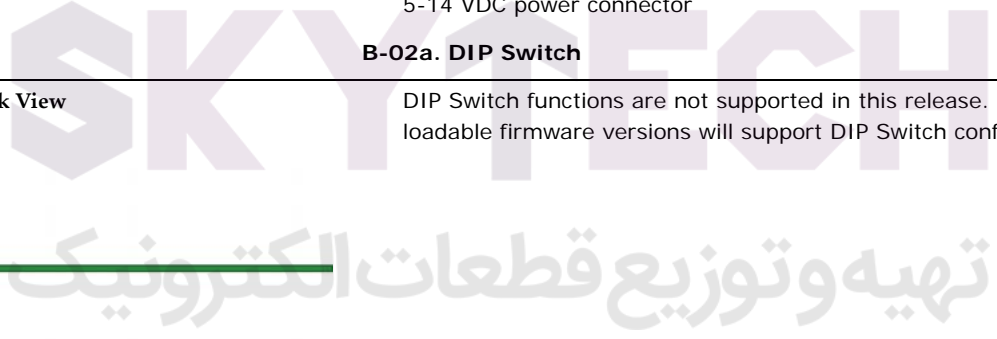 5-14 VDC power connector
B-02a. DIP Switch
k View
DIP Switch functions are not supported in this release.
loadable firmware versions will support DIP Switch conf
SKYTECH
تهیه و توزیع قطعات الکترونیک